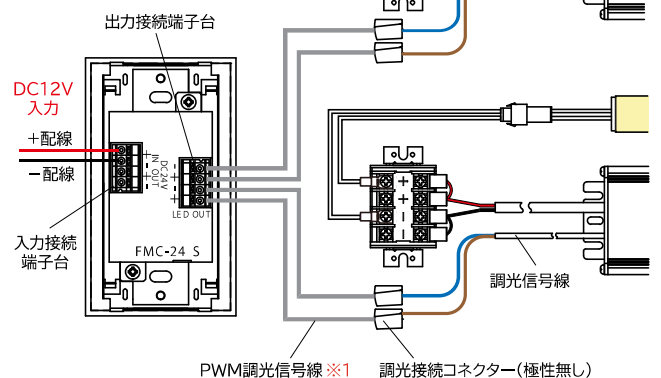 出力接続端子台
DC12V
入力
＋配線
－配線
入力接続
端子台
IN OUT
DC24V
LED OUT
FMC-24 S
調光信号線
PWM調光信号線 ※1
調光接続コネクター(極性無し)